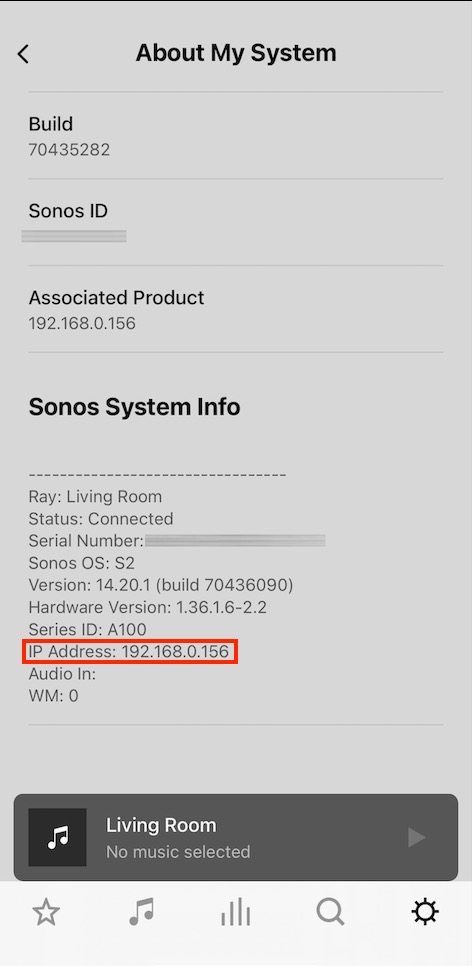 About My System
Build
70435282
Sonos ID
Associated Product
192.168.0.156
Sonos System Info
---------------------------------
Ray: Living Room
Status: Connected
Serial Number:
Sonos OS: S2
Version: 14.20.1 (build 70436090)
Hardware Version: 1.36.1.6-2.2
Series ID: A100
IP Address: 192.168.0.156
Audio In:
WM: 0
Living Room
No music selected